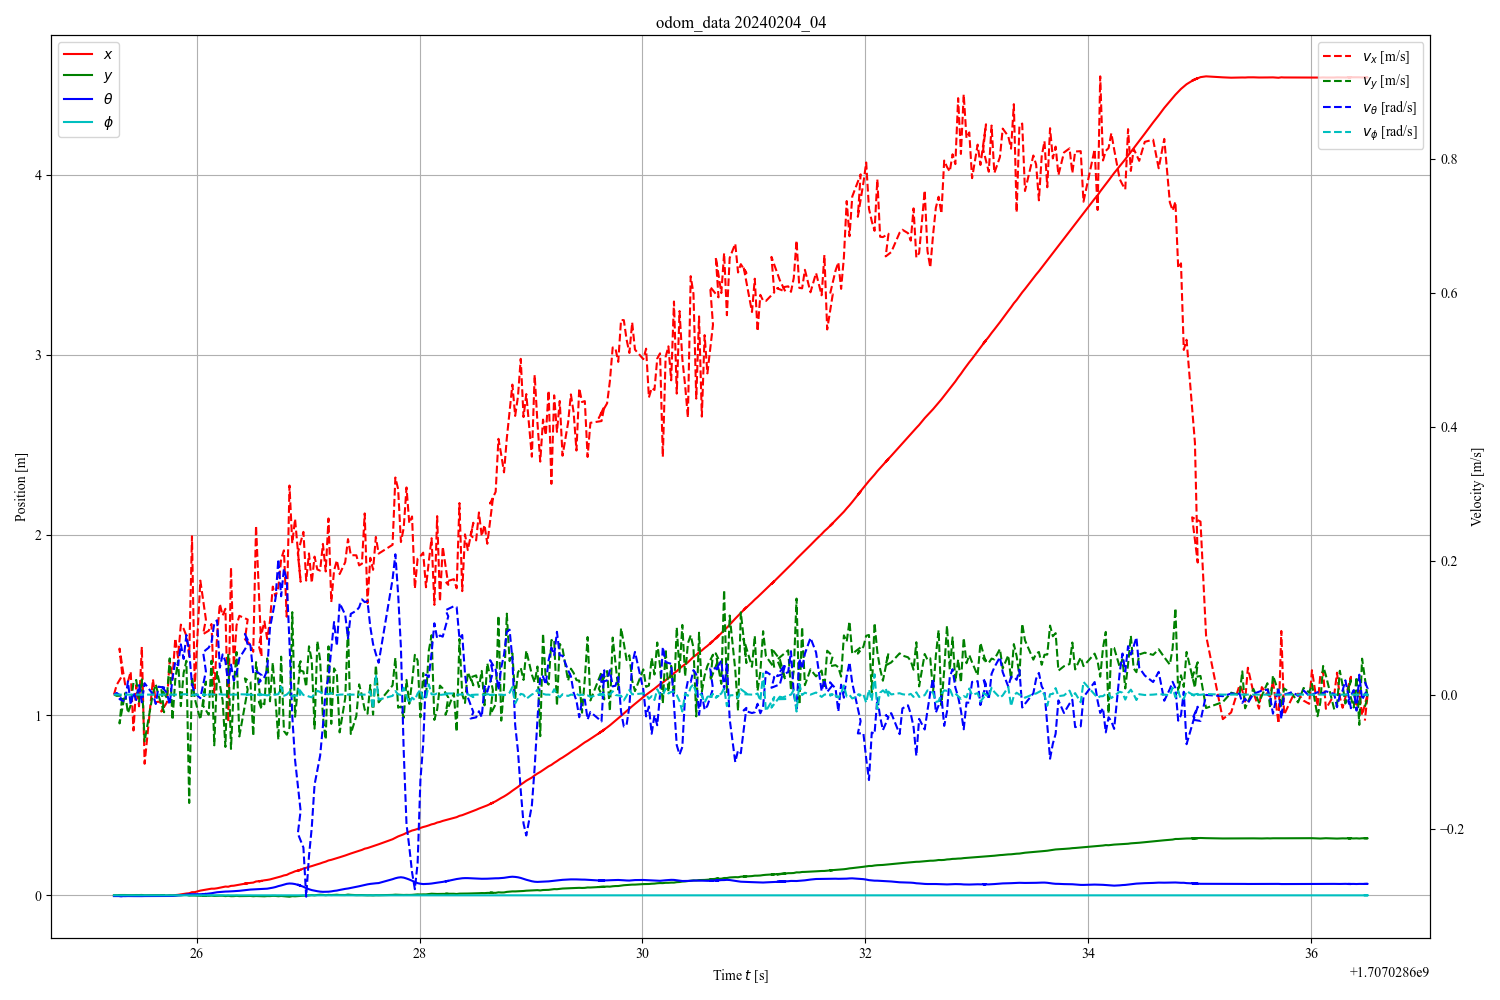 odom_data 20240204_04
x
y
θ
ϕ
v_x [m/s]
v_y [m/s]
v_θ [rad/s]
v_ϕ [rad/s]
Position [m]
4
3
2
1
0
Velocity [m/s]
0.8
0.6
0.4
0.2
0.0
−0.2
26
28
30
32
34
36
Time t [s]
+1.7070286e9